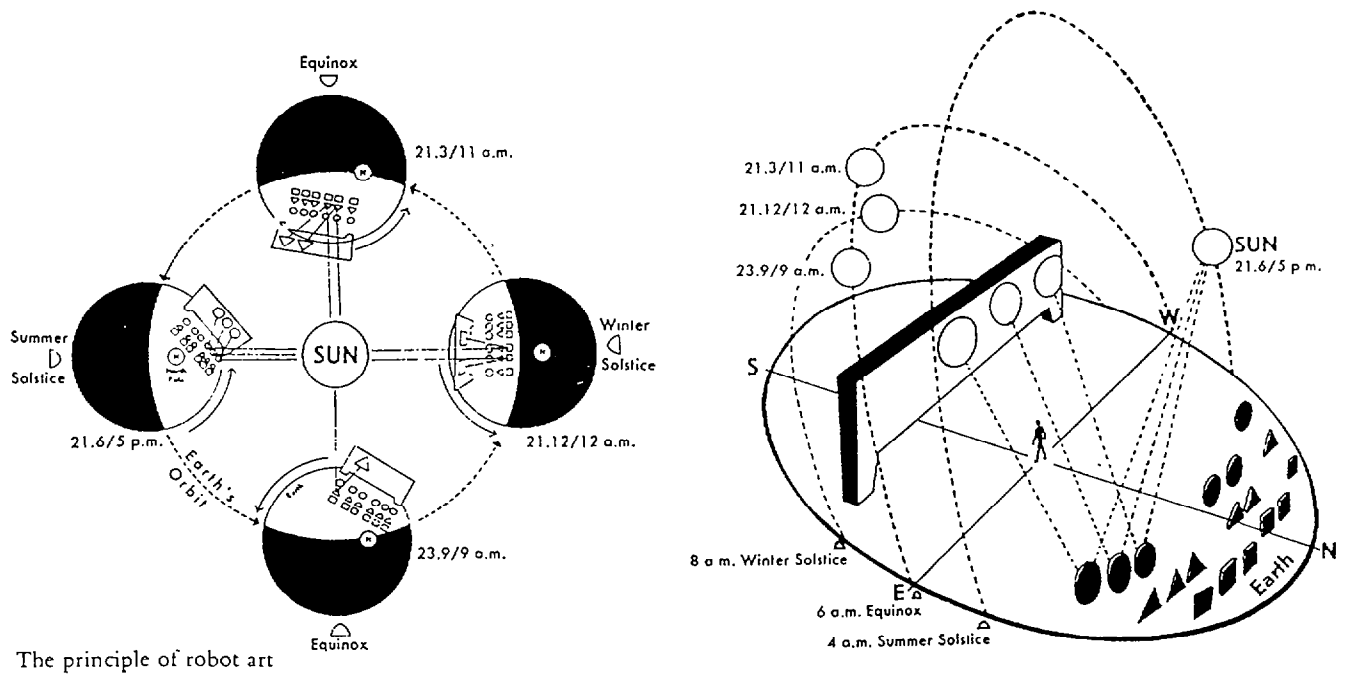 Equinox
21.3/11 a.m.
Summer
Solstice
SUN
Winter
Solstice
21.6/5 p.m.
21.12/12 a.m.
Earth's
Orbit
23.9/9 a.m.
Equinox
The principle of robot art
21.3/11 a.m.
21.12/12 a.m.
23.9/9 a.m.
SUN
21.6/5 p m.
W
S
N
Earth
8 a m. Winter Solstice
E
6 a.m. Equinox
4 a.m. Summer Solstice